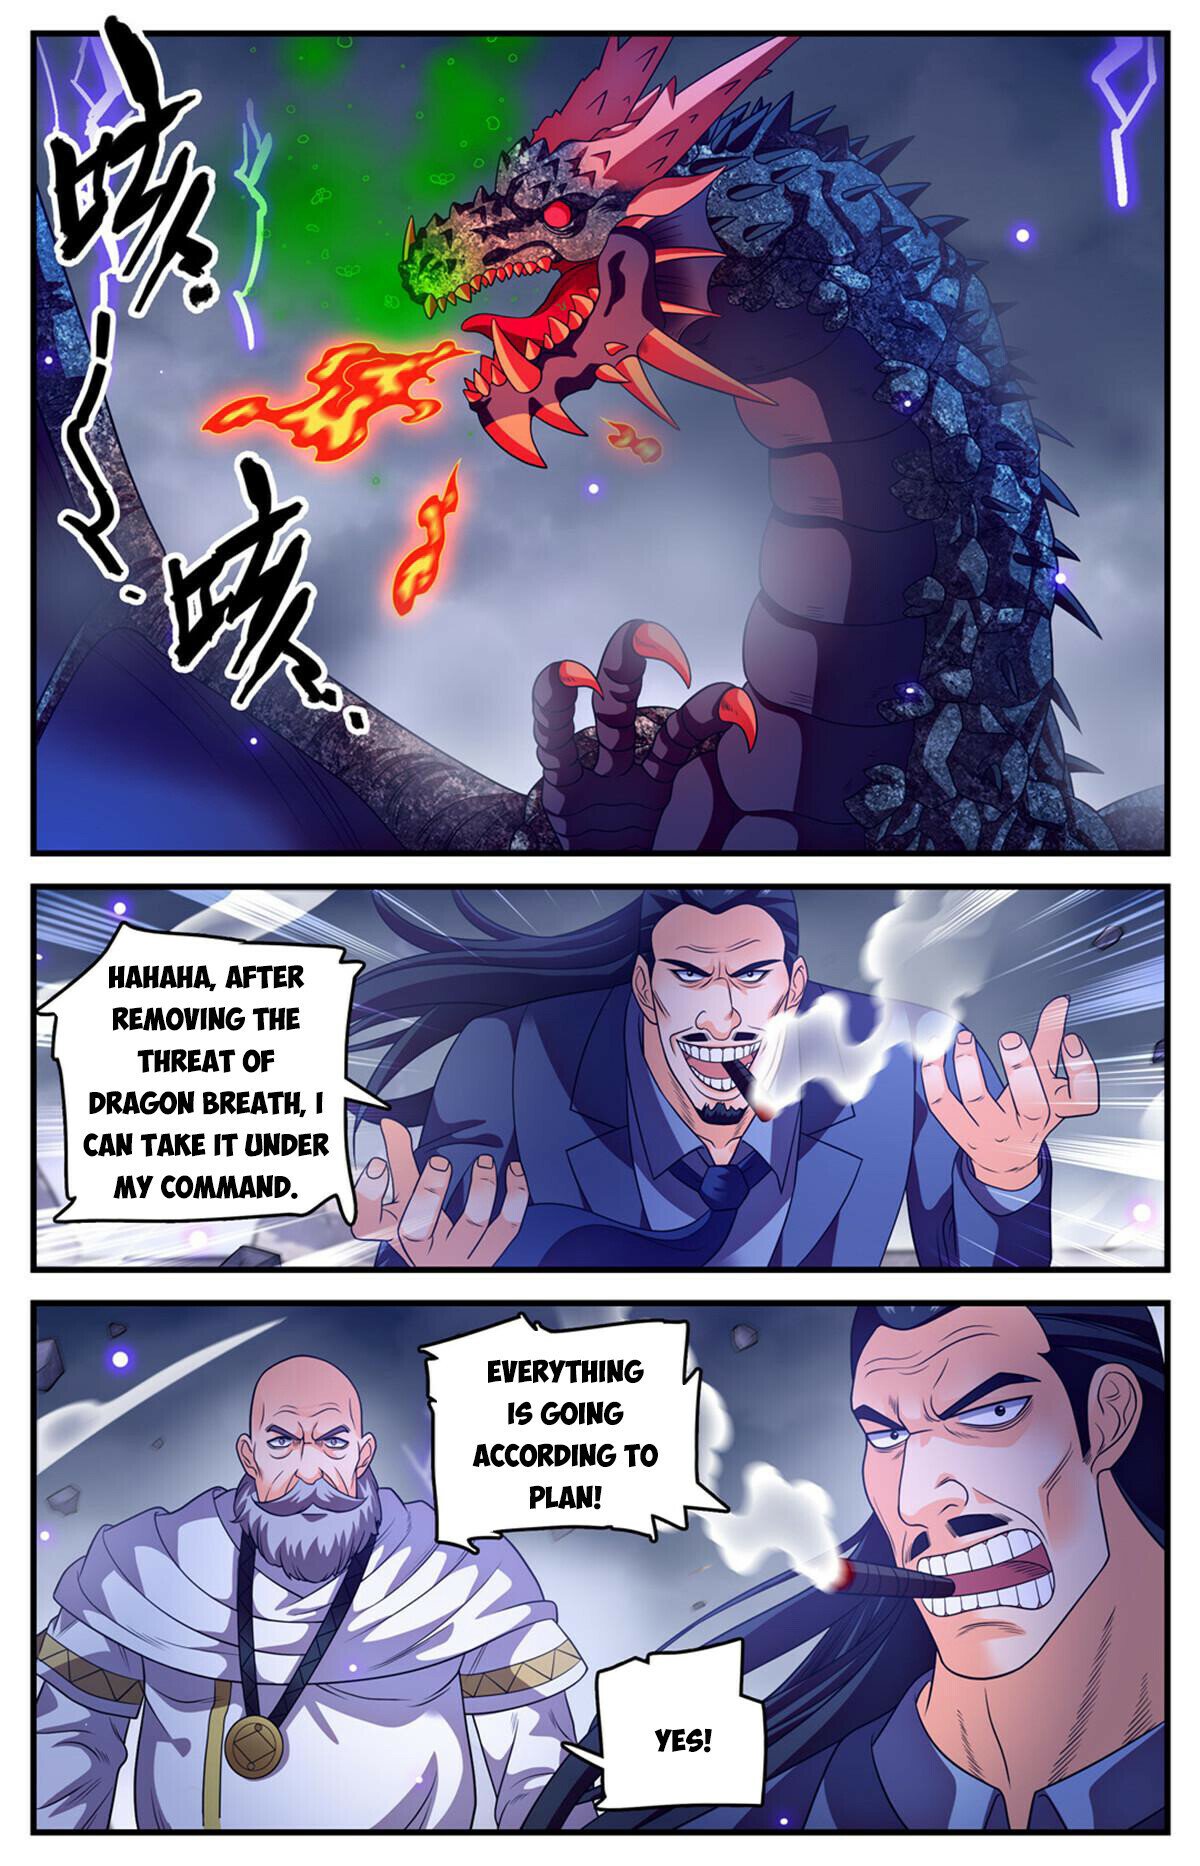 咳
咳
HAHAHA, AFTER
REMOVING THE
THREAT OF
DRAGON BREATH, I
CAN TAKE IT UNDER
MY COMMAND.
EVERYTHING
IS GOING
ACCORDING TO
PLAN!
YES!